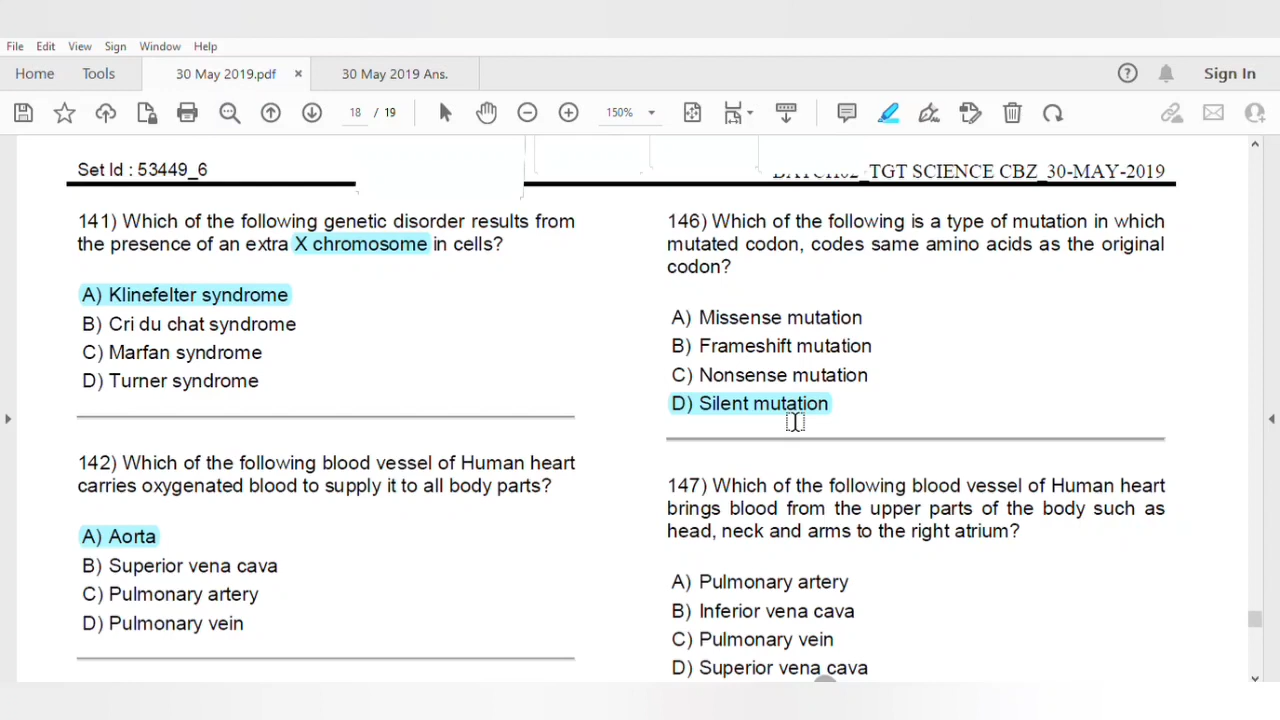 File Edit View Sign Window Help
Home Tools 30 May 2019.pdf × 30 May 2019 Ans. Sign In
18 / 19 150%
Set Id : 53449_6
TGT SCIENCE CBZ_30-MAY-2019
141) Which of the following genetic disorder results from
the presence of an extra X chromosome in cells?
A) Klinefelter syndrome
B) Cri du chat syndrome
C) Marfan syndrome
D) Turner syndrome
142) Which of the following blood vessel of Human heart
carries oxygenated blood to supply it to all body parts?
A) Aorta
B) Superior vena cava
C) Pulmonary artery
D) Pulmonary vein
146) Which of the following is a type of mutation in which
mutated codon, codes same amino acids as the original
codon?
A) Missense mutation
B) Frameshift mutation
C) Nonsense mutation
D) Silent mutation
147) Which of the following blood vessel of Human heart
brings blood from the upper parts of the body such as
head, neck and arms to the right atrium?
A) Pulmonary artery
B) Inferior vena cava
C) Pulmonary vein
D) Superior vena cava